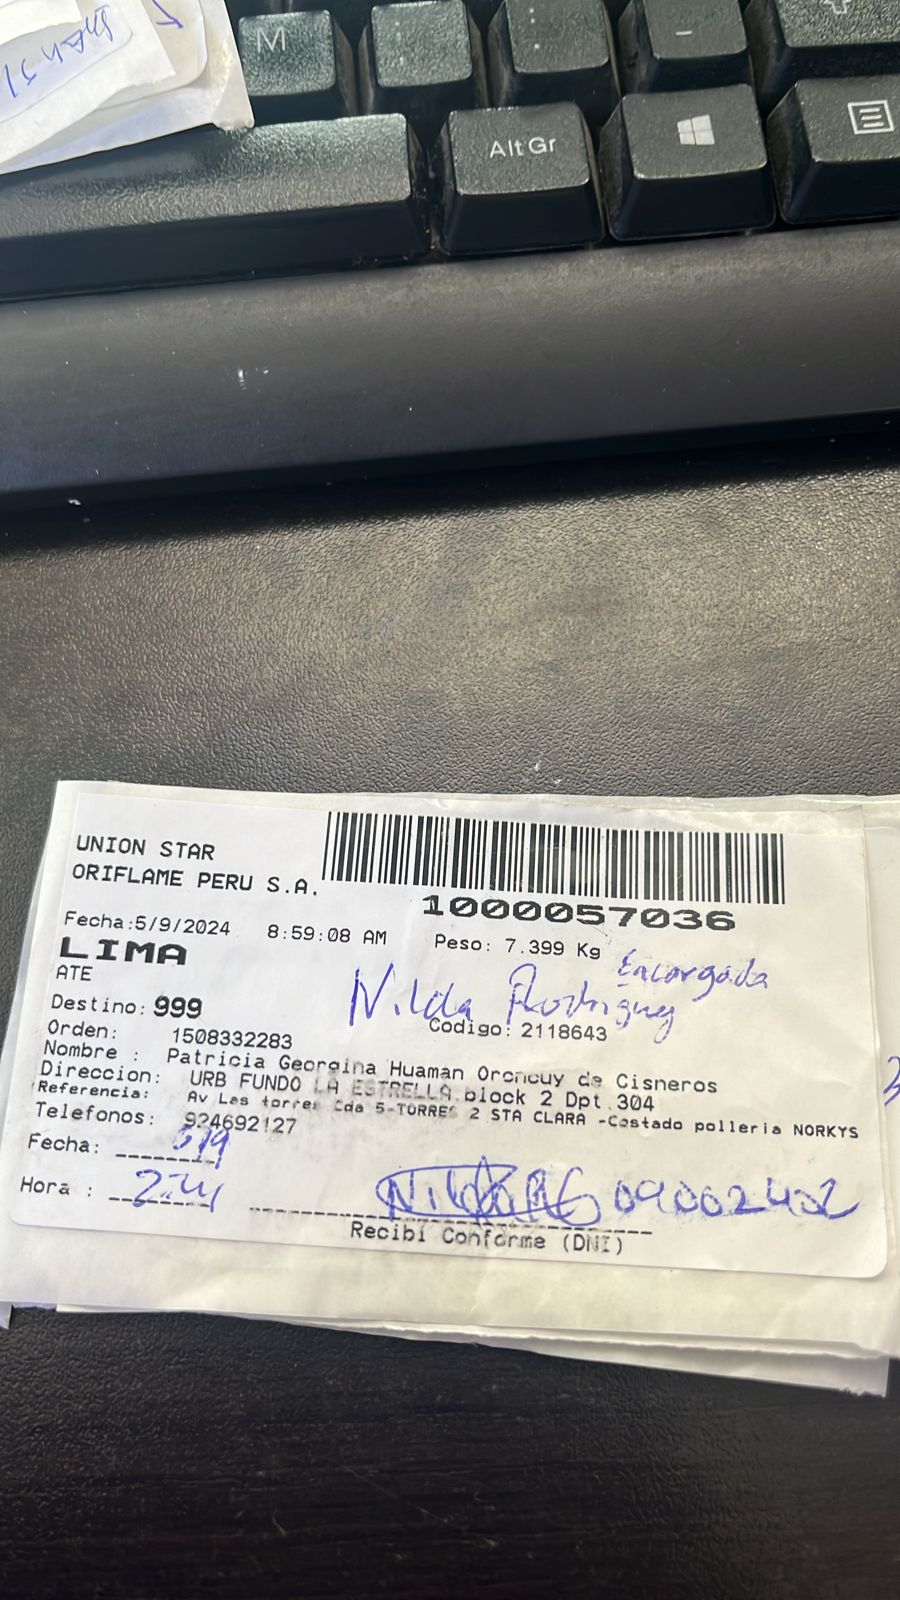 M
Alt Gr
UNION STAR
ORIFLAME PERU S.A.
1000057036
Fecha:5/9/2024 8:59:08 AM Peso: 7.399 Kg
LIMA
Encargada
ATE
Nilda Rodriguez
Destino: 999
Codigo: 2118643
Orden: 1508332283
Nombre : Patricia Georgina Huaman Oroncuy de Cisneros
Direccion: URB FUNDO LA ESTRELLA block 2 Dpt 304
Referencia: Av Las torres Cda 5-TORRES 2 STA CLARA -Costado polleria NORKYS
Telefonos: 924692127
Fecha: 5/9
Hora :
09002402
Recibi Conforme (DNI)